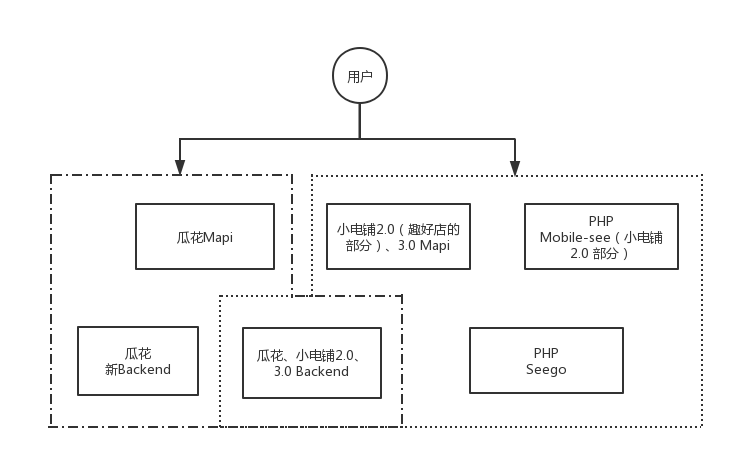 用户
瓜花Mapi
小电铺2.0（趣好店的
部分）、3.0 Mapi
PHP
Mobile-see（小电铺
2.0 部分）
瓜花
新Backend
瓜花、小电铺2.0、
3.0 Backend
PHP
Seego